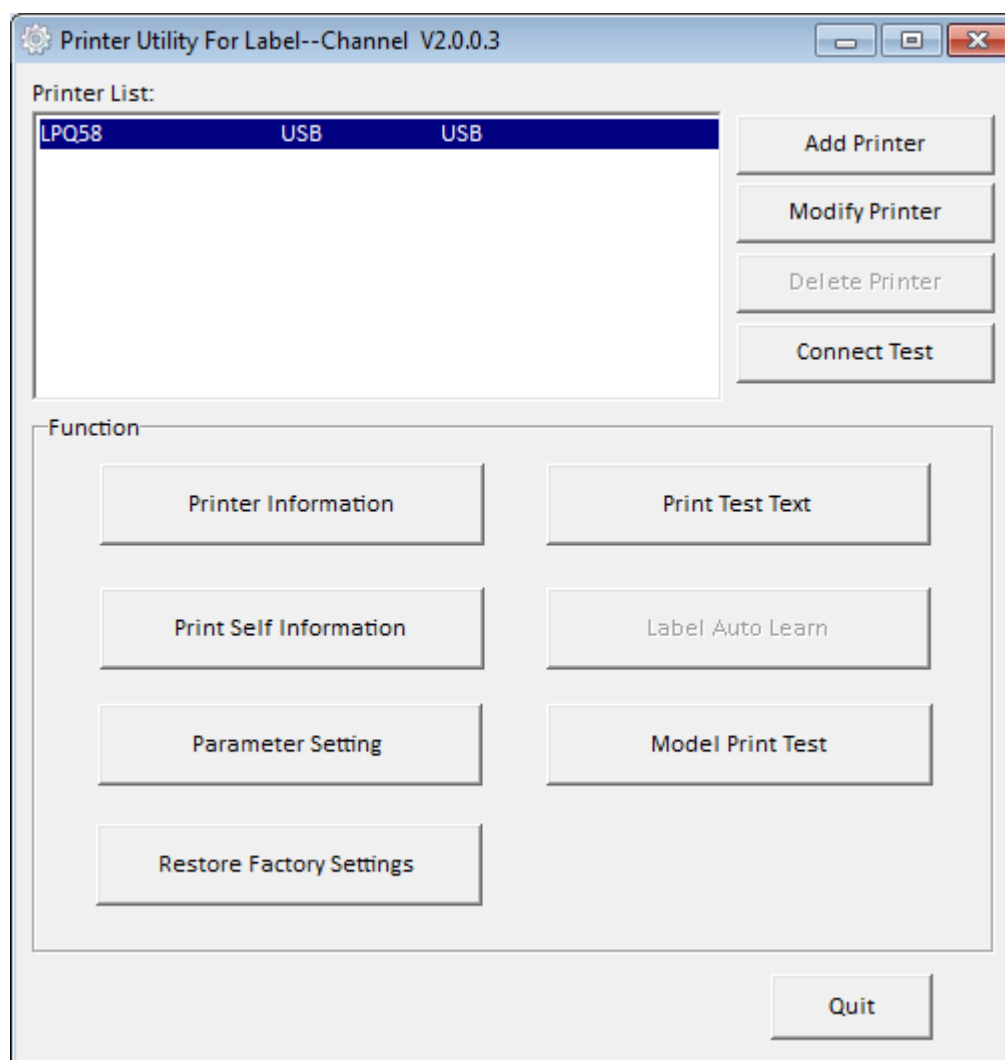 Printer Utility For Label--Channel V2.0.0.3
Printer List:
LPQ58 USB USB
Add Printer
Modify Printer
Delete Printer
Connect Test
Function
Printer Information
Print Test Text
Print Self Information
Label Auto Learn
Parameter Setting
Model Print Test
Restore Factory Settings
Quit